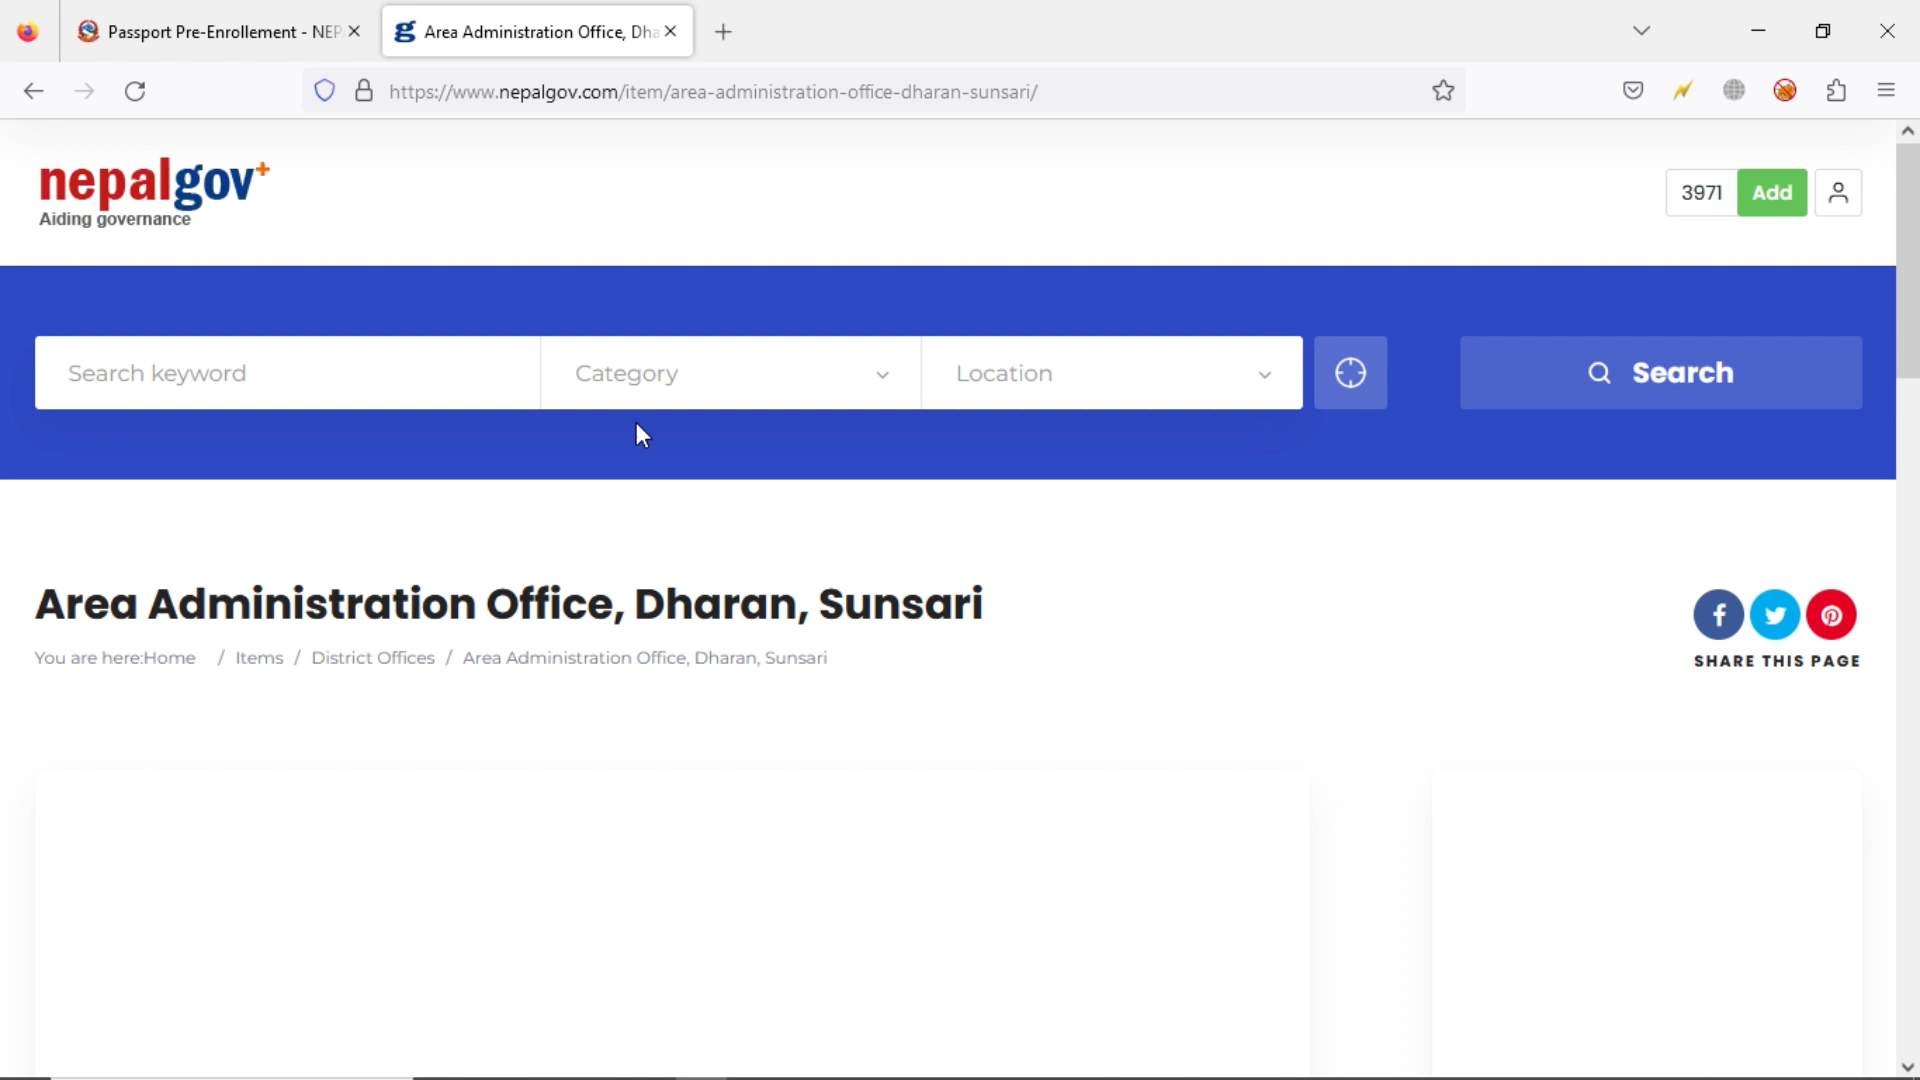 Passport Pre-Enrollement - NEP
Area Administration Office, Dha
https://www.nepalgov.com/item/area-administration-office-dharan-sunsari/
nepalgov+
Aiding governance
3971 Add
Search keyword Category Location Search
Area Administration Office, Dharan, Sunsari
You are here:Home / Items / District Offices / Area Administration Office, Dharan, Sunsari
SHARE THIS PAGE